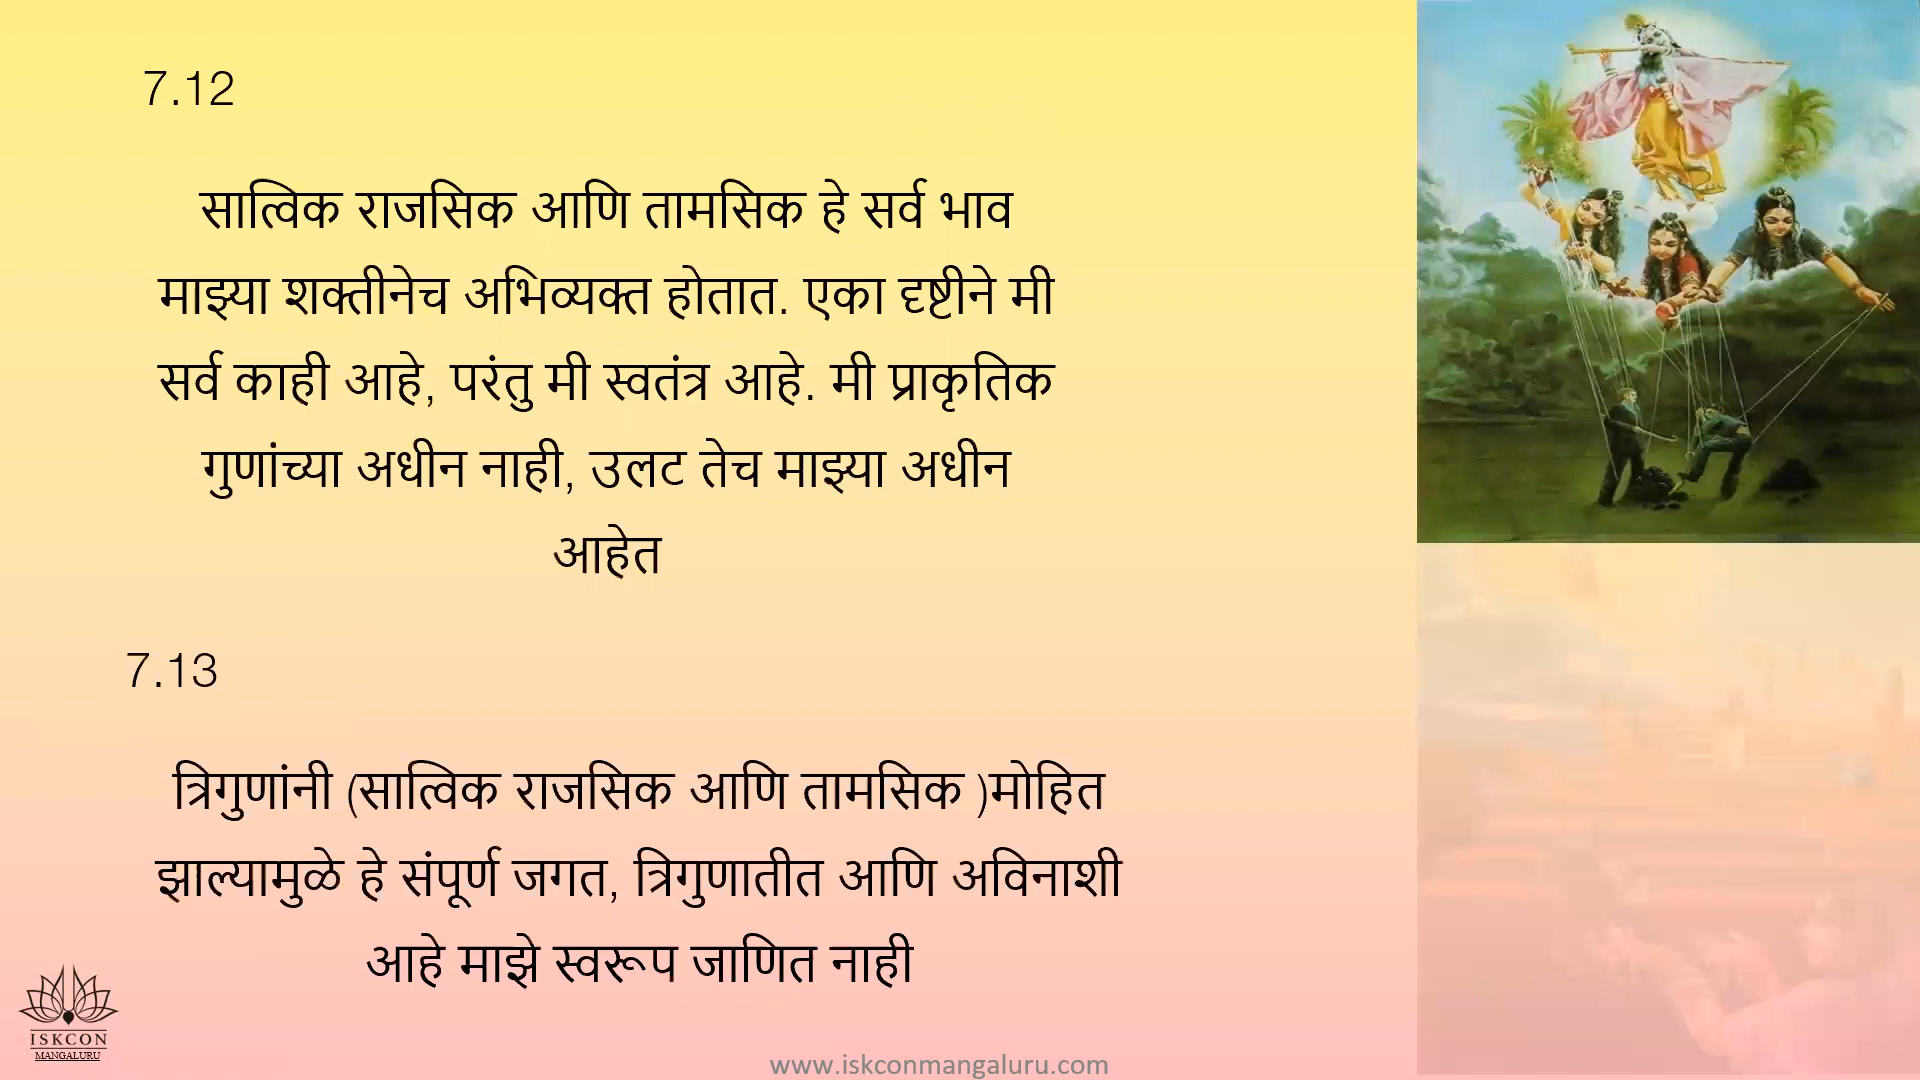 7.12
सात्विक राजसिक आणि तामसिक हे सर्व भाव
माझ्या शक्तीनेच अभिव्यक्त होतात. एका दृष्टीने मी
सर्व काही आहे, परंतु मी स्वतंत्र आहे. मी प्राकृतिक
गुणांच्या अधीन नाही, उलट तेच माझ्या अधीन
आहेत
7.13
त्रिगुणांनी (सात्विक राजसिक आणि तामसिक )मोहित
झाल्यामुळे हे संपूर्ण जगत, त्रिगुणातीत आणि अविनाशी
आहे माझे स्वरूप जाणित नाही
ISKCON
MANGALURU
www.iskconmangaluru.com